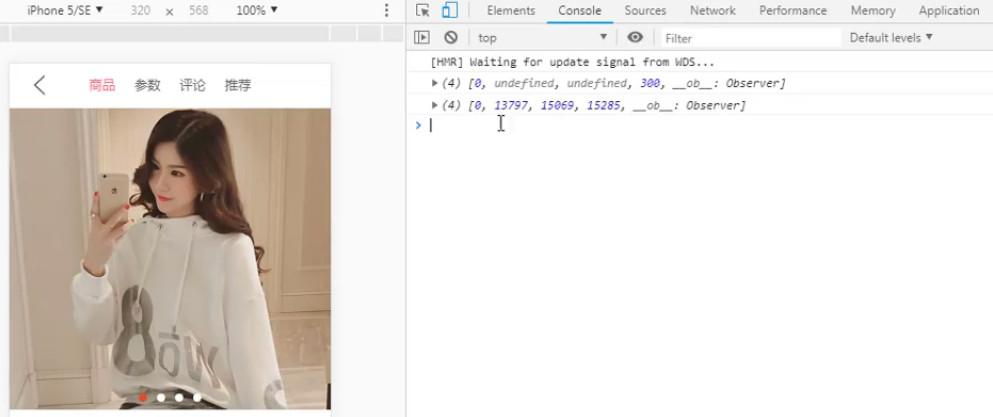 iPhone 5/SE ▼ 320 × 568 100% ▼
Elements Console Sources Network Performance Memory Application
top ▼ Filter Default levels ▼
[HMR] Waiting for update signal from WDS...
▶ (4) [0, undefined, undefined, 300, __ob__: Observer]
▶ (4) [0, 13797, 15069, 15285, __ob__: Observer]
>
商品 参数 评论 推荐